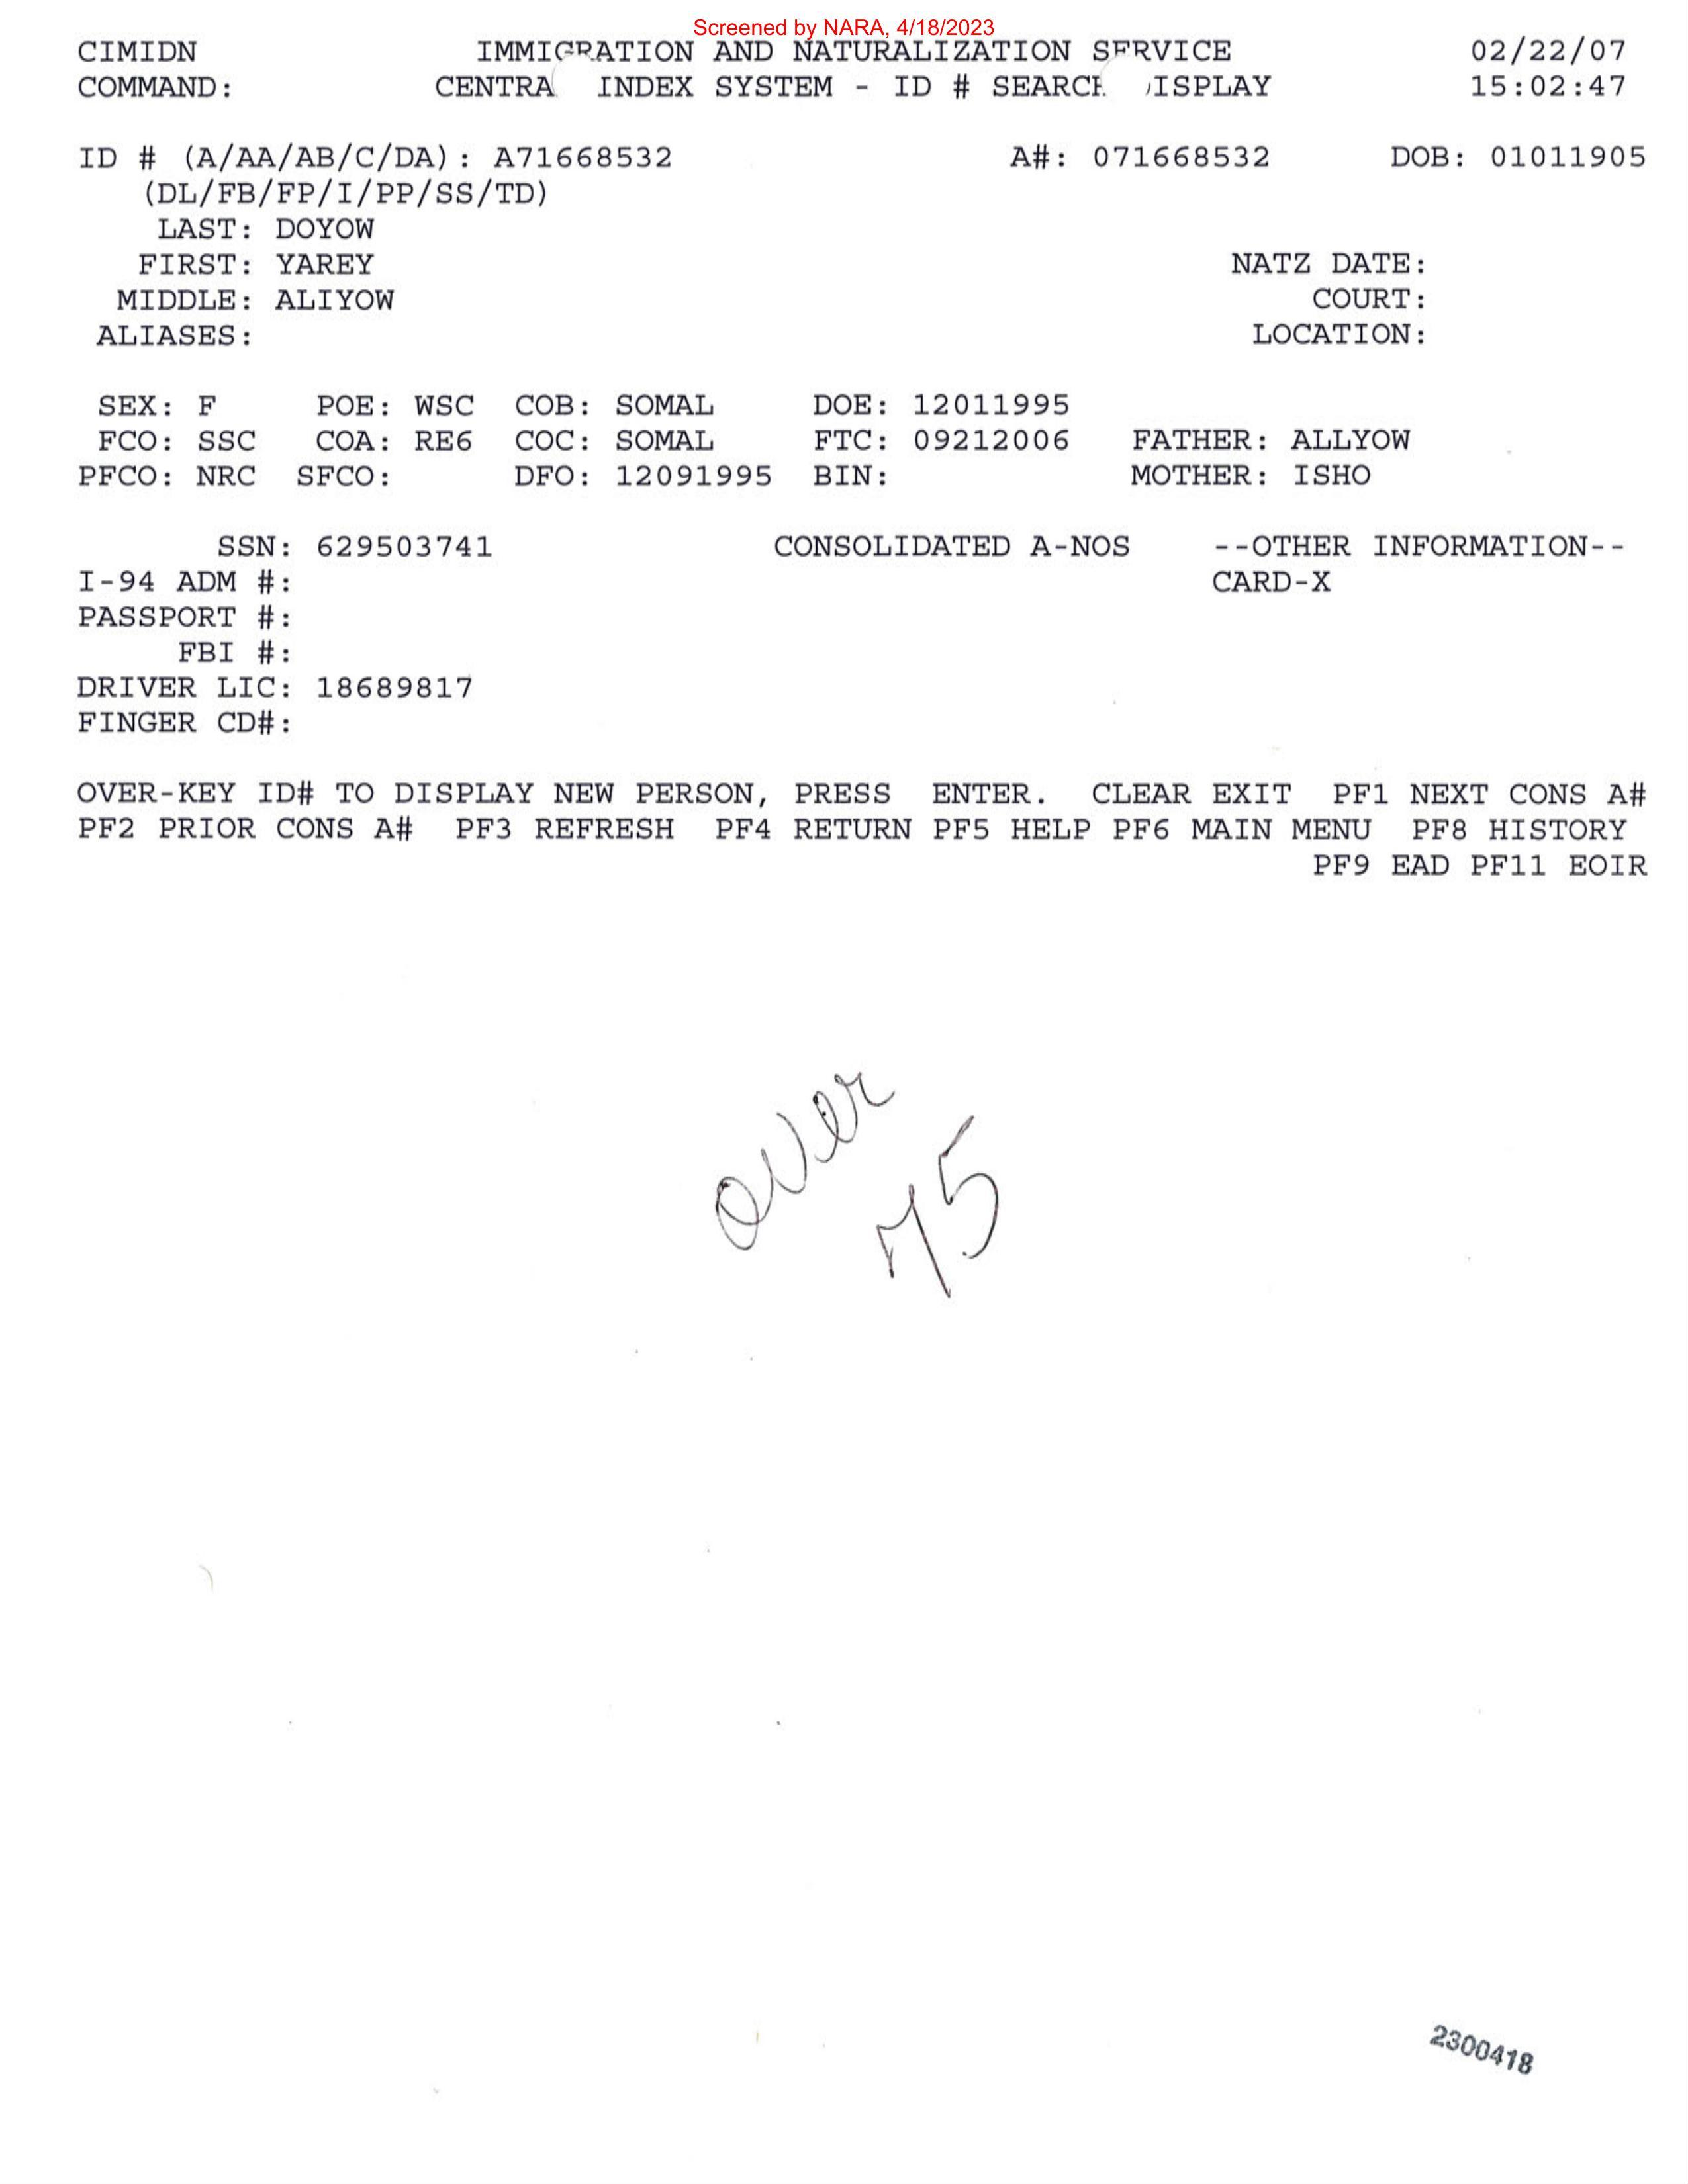 Screened by NARA, 4/18/2023
CIMIDN IMMIGRATION AND NATURALIZATION SERVICE 02/22/07
COMMAND: CENTRA INDEX SYSTEM - ID # SEARCH ISPLAY 15:02:47
ID # (A/AA/AB/C/DA): A71668532 A#: 071668532 DOB: 01011905
(DL/FB/FP/I/PP/SS/TD)
LAST: DOYOW
FIRST: YAREY NATZ DATE:
MIDDLE: ALIYOW COURT:
ALIASES: LOCATION:
SEX: F POE: WSC COB: SOMAL DOE: 12011995
FCO: SSC COA: RE6 COC: SOMAL FTC: 09212006 FATHER: ALLYOW
PFCO: NRC SFCO: DFO: 12091995 BIN: MOTHER: ISHO
SSN: 629503741 CONSOLIDATED A-NOS --OTHER INFORMATION--
I-94 ADM #: CARD-X
PASSPORT #:
FBI #:
DRIVER LIC: 18689817
FINGER CD#:
OVER-KEY ID# TO DISPLAY NEW PERSON, PRESS ENTER. CLEAR EXIT PF1 NEXT CONS A#
PF2 PRIOR CONS A# PF3 REFRESH PF4 RETURN PF5 HELP PF6 MAIN MENU PF8 HISTORY
PF9 EAD PF11 EOIR
over
75
2300418